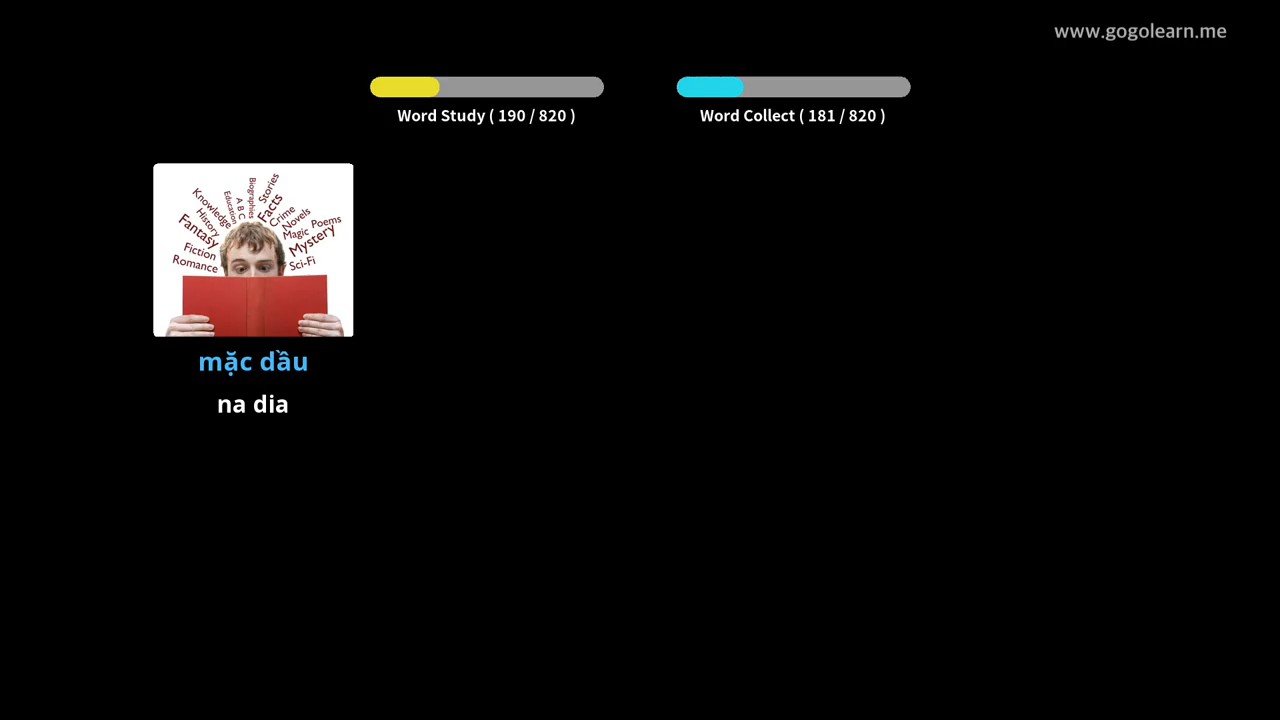 www.gogolearn.me
Word Study ( 190 / 820 )
Word Collect ( 181 / 820 )
Knowledge
History
Fantasy
Fiction
Romance
Education
A B C
Biographies
Stories
Facts
Crime
Novels
Magic
Poems
Mystery
Sci-Fi
mặc dầu
na dia